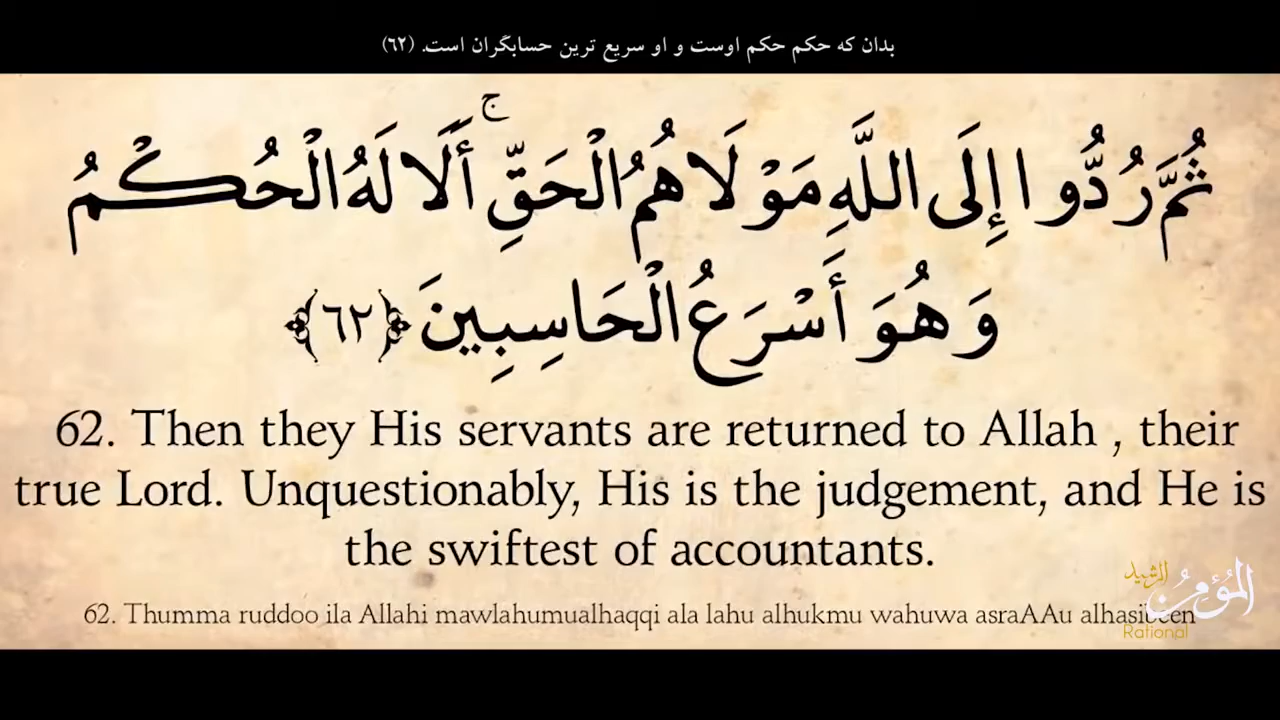 بدان که حکم حکم اوست و او سریع ترین حسابگران است. (٦٢)
ثُمَّ رُدُّوا إِلَى اللَّهِ مَوْلَاهُمُ الْحَقِّ ۚ أَلَا لَهُ الْحُكْمُ
وَهُوَ أَسْرَعُ الْحَاسِبِينَ ﴿٦٢﴾
62. Then they His servants are returned to Allah , their
true Lord. Unquestionably, His is the judgement, and He is
the swiftest of accountants.
62. Thumma ruddoo ila Allahi mawlahumualhaqqi ala lahu alhukmu wahuwa asraAAu alhasibeen
المؤمن الرشيد
Rational